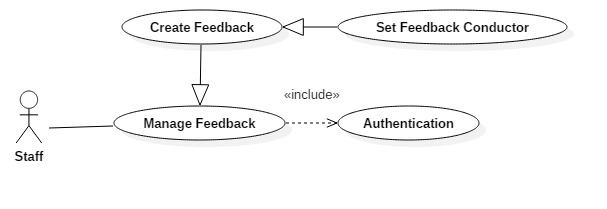 Create Feedback
Set Feedback Conductor
«include»
Manage Feedback
Authentication
Staff